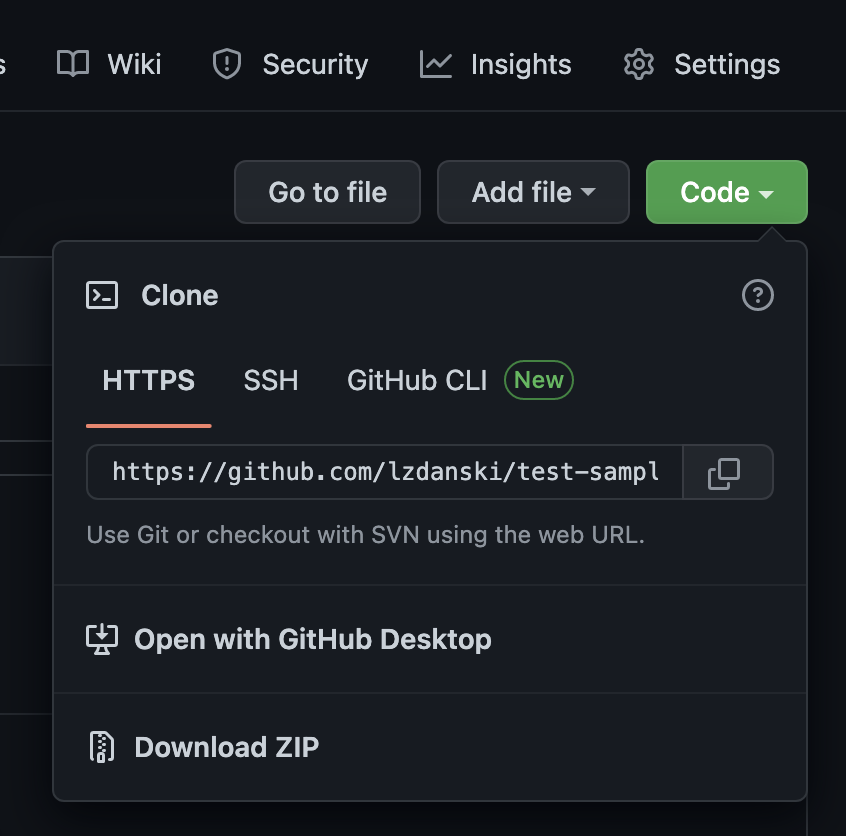 s Wiki Security Insights Settings
Go to file Add file Code
Clone
HTTPS SSH GitHub CLI New
https://github.com/lzdanski/test-sampl
Use Git or checkout with SVN using the web URL.
Open with GitHub Desktop
Download ZIP